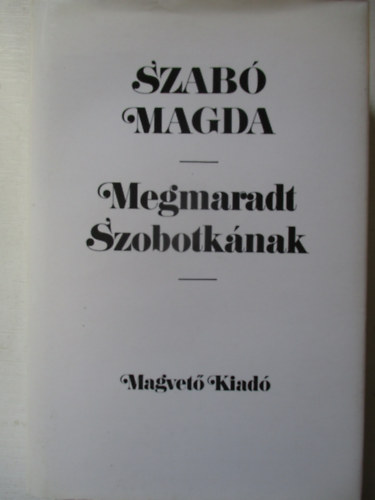 SZABÓ
MAGDA
Megmaradt
Szobotkának
Magvető Kiadó